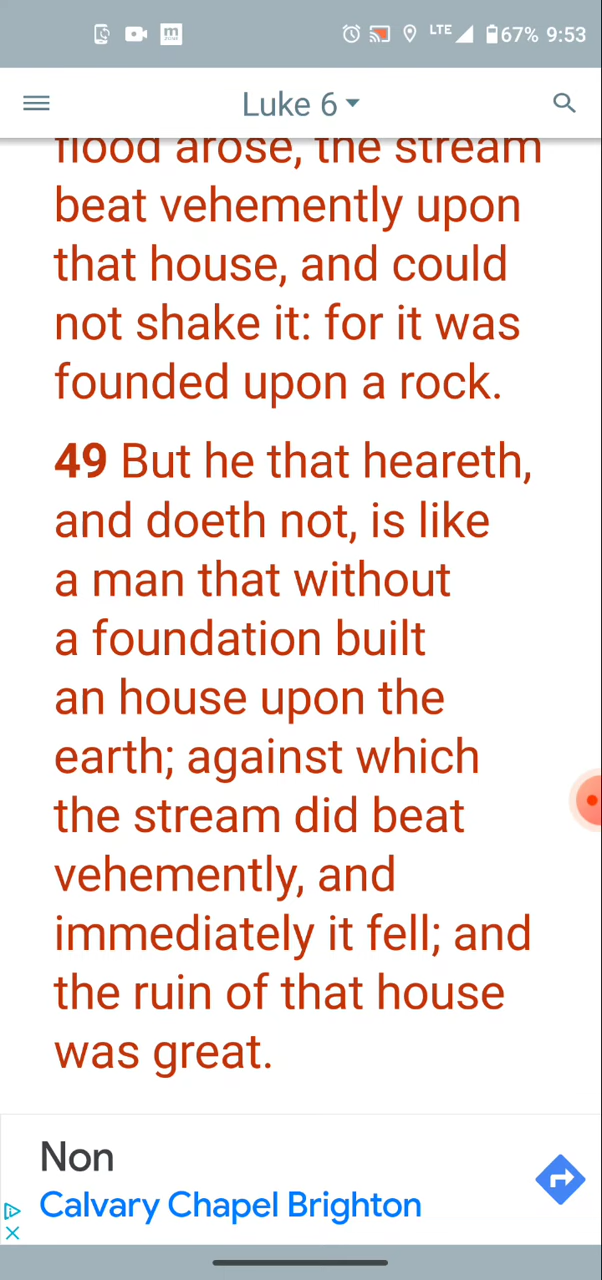 LTE 67% 9:53
Luke 6
flood arose, the stream
beat vehemently upon
that house, and could
not shake it: for it was
founded upon a rock.
49 But he that heareth,
and doeth not, is like
a man that without
a foundation built
an house upon the
earth; against which
the stream did beat
vehemently, and
immediately it fell; and
the ruin of that house
was great.
Non
Calvary Chapel Brighton